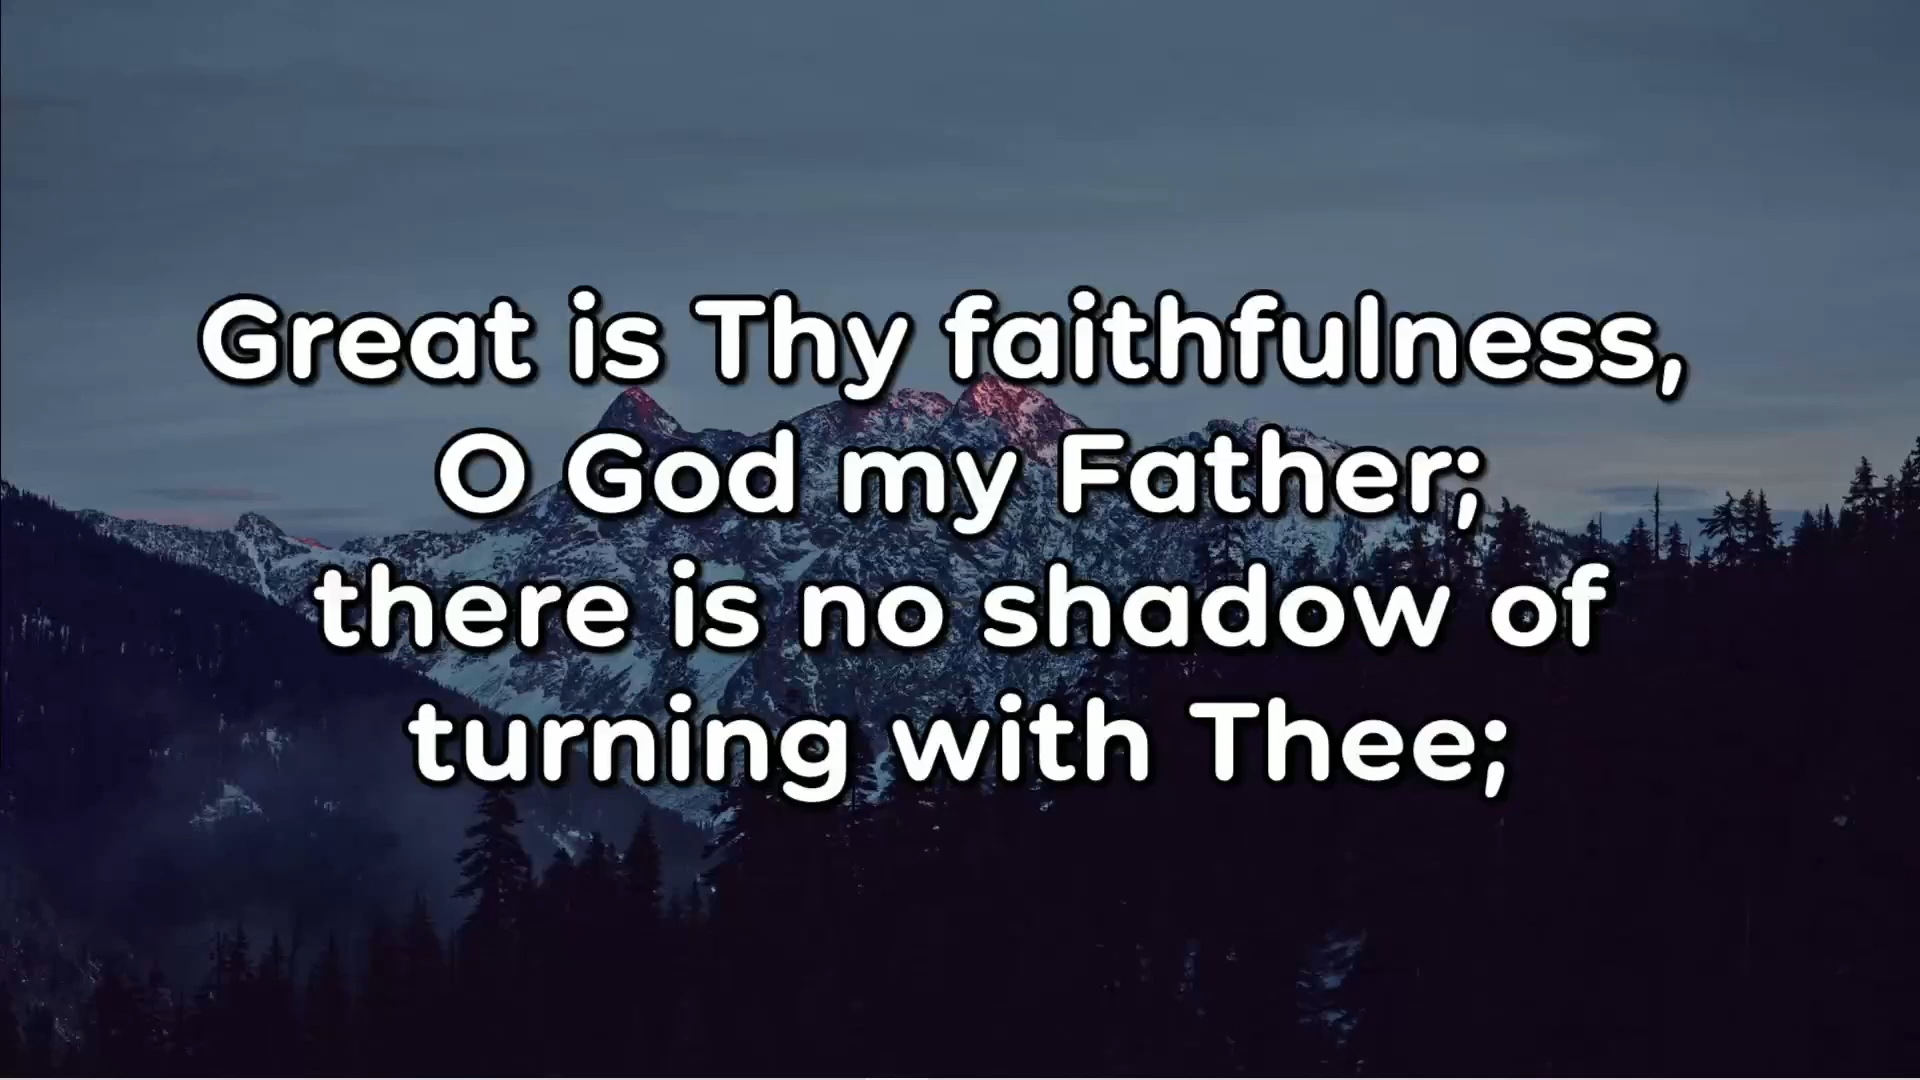 Great is Thy faithfulness,
O God my Father;
there is no shadow of
turning with Thee;